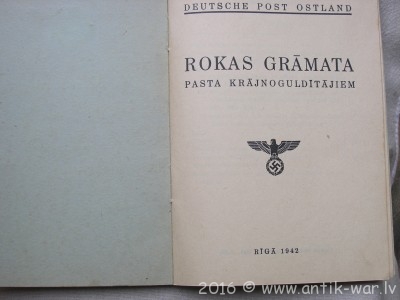 DEUTSCHE POST OSTLAND
ROKAS GRĀMATA
PASTA KRĀJNOGULDĪTĀJIEM
RĪGĀ 1942
2016 © www.antik-war.lv